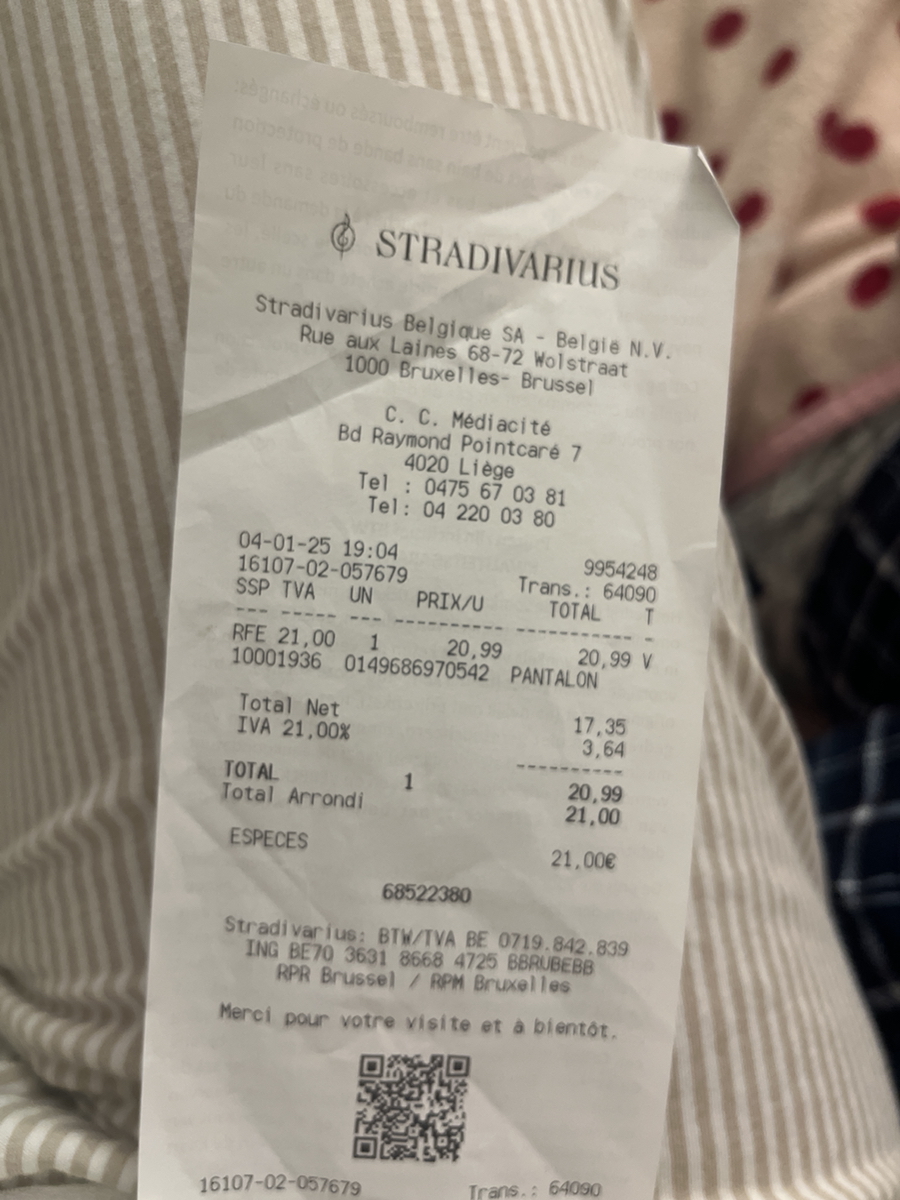 STRADIVARIUS
Stradivarius Belgique SA - België N.V.
Rue aux Laines 68-72 Wolstraat
1000 Bruxelles- Brussel
C. C. Médiacité
Bd Raymond Pointcaré 7
4020 Liège
Tel : 0475 67 03 81
Tel: 04 220 03 80
04-01-25 19:04 9954248
16107-02-057679 Trans.: 64090
SSP TVA UN PRIX/U TOTAL T
--- ----- --- ---------- ----------- -
RFE 21,00 1 20,99 20,99 V
10001936 0149686970542 PANTALON
Total Net 17,35
IVA 21,00% 3,64
----------
TOTAL 1 20,99
Total Arrondi 21,00
ESPECES 21,00€
68522380
Stradivarius: BTW/TVA BE 0719.842.839
ING BE70 3631 8668 4725 BBRUBEBB
RPR Brussel / RPM Bruxelles
Merci pour votre visite et à bientôt.
16107-02-057679 Trans.: 64090